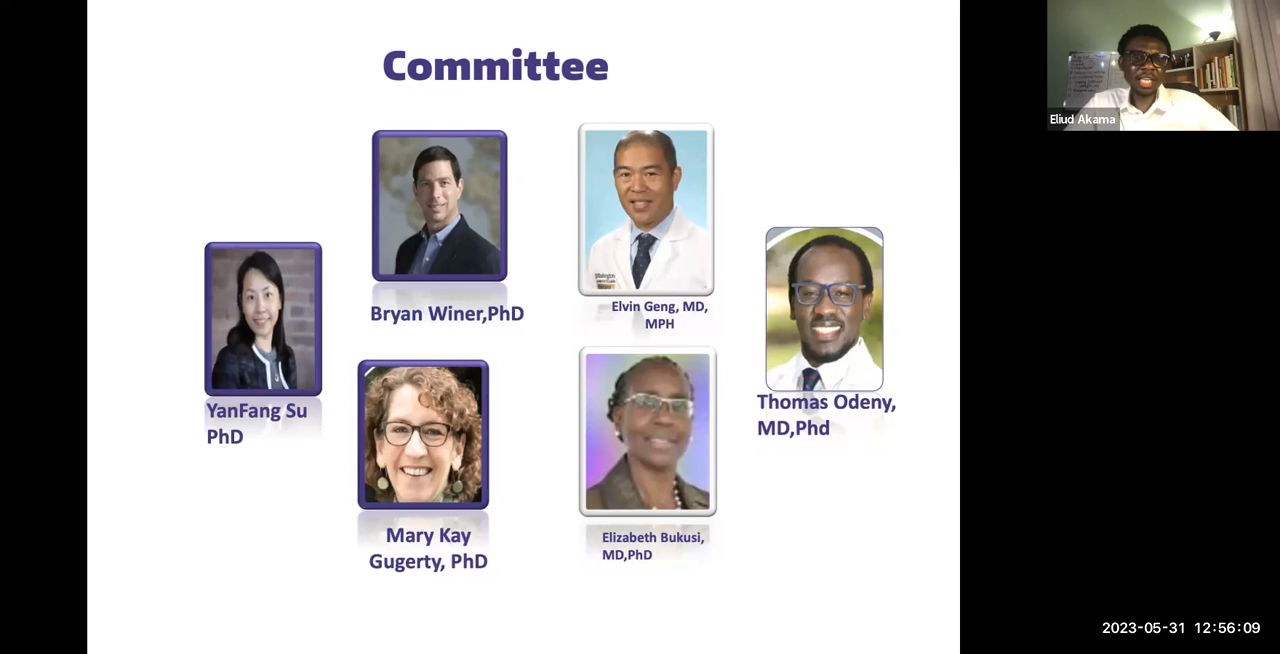 Committee
Bryan Winer,PhD
Elvin Geng, MD,
MPH
YanFang Su
PhD
Thomas Odeny,
MD,Phd
Mary Kay
Gugerty, PhD
Elizabeth Bukusi,
MD,PhD
Eliud Akama
2023-05-31 12:56:09